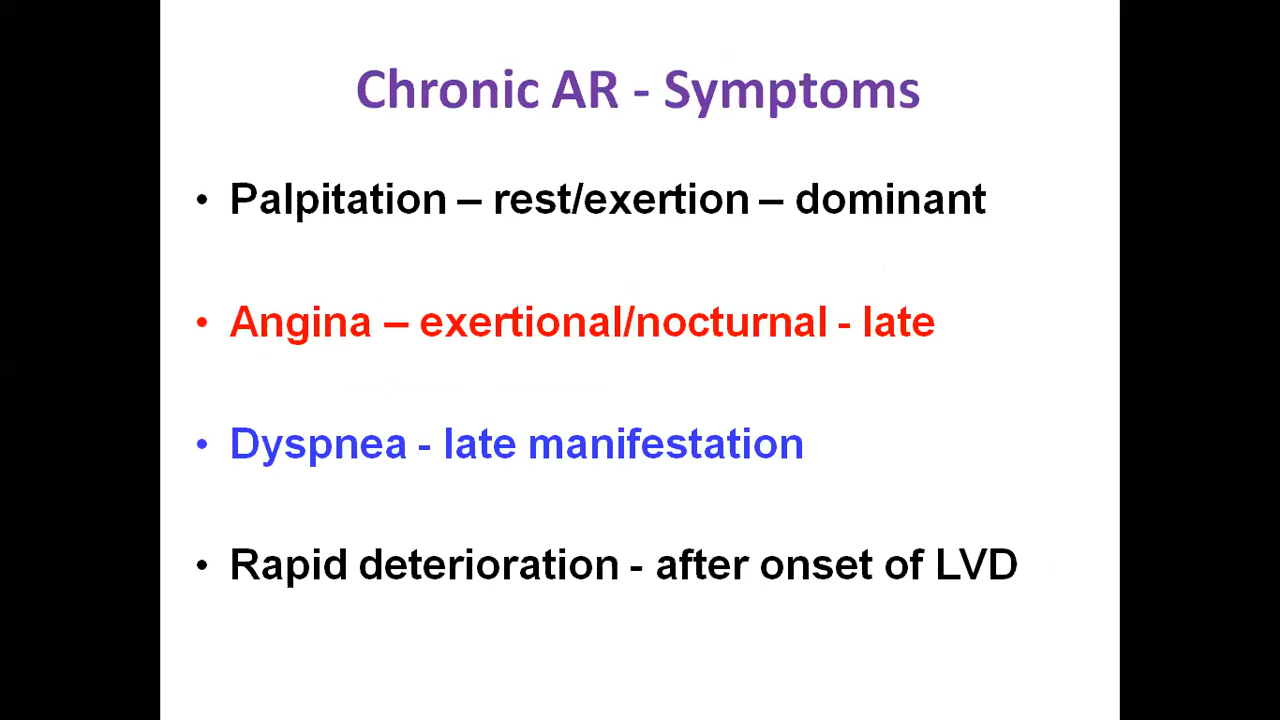 Chronic AR - Symptoms
• Palpitation – rest/exertion – dominant
• Angina – exertional/nocturnal - late
• Dyspnea - late manifestation
• Rapid deterioration - after onset of LVD